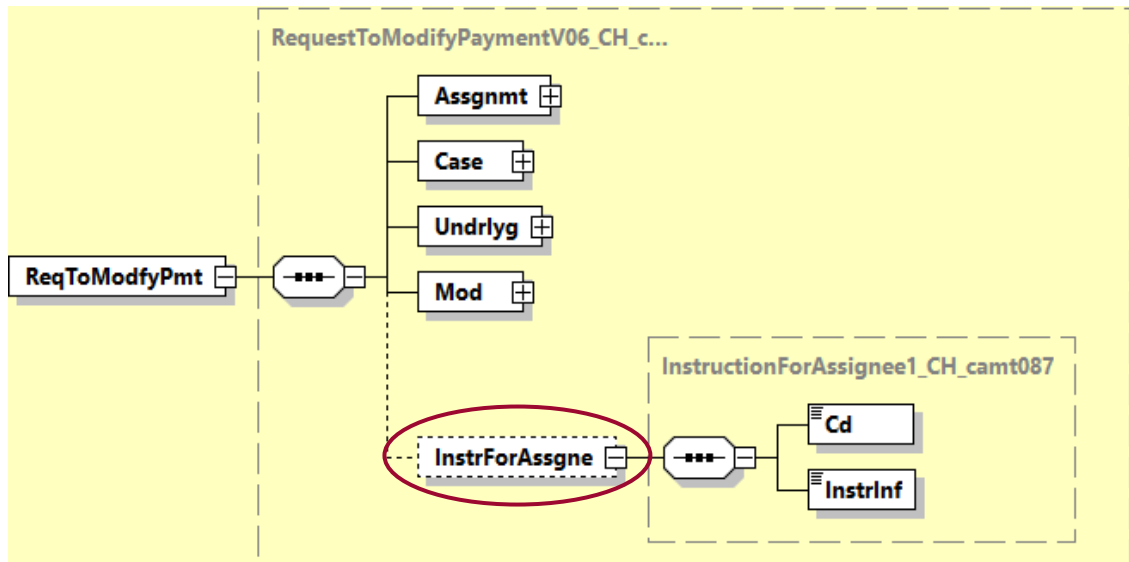 RequestToModifyPaymentV06_CH_c...
Assgnmt
Case
Undrlyg
ReqToModfyPmt
Mod
InstructionForAssignee1_CH_camt087
Cd
InstrForAssgne
InstrInf